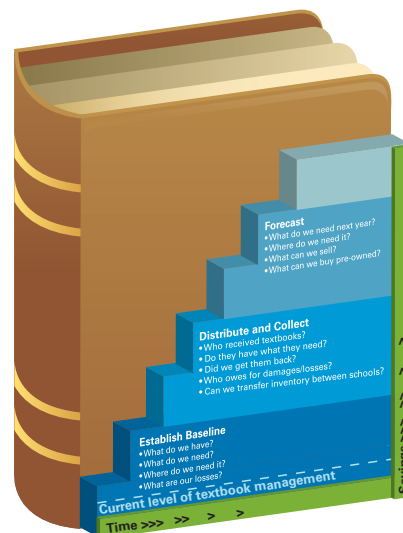 Forecast
•What do we need next year?
•Where do we need it?
•What can we sell?
•What can we buy pre-owned?
Distribute and Collect
•Who received textbooks?
•Do they have what they need?
•Did we get them back?
•Who owes for damages/losses?
•Can we transfer inventory between schools?
Establish Baseline
•What do we have?
•What do we need?
•Where do we need it?
•What are our losses?
Current level of textbook management
Time >>> >> > >